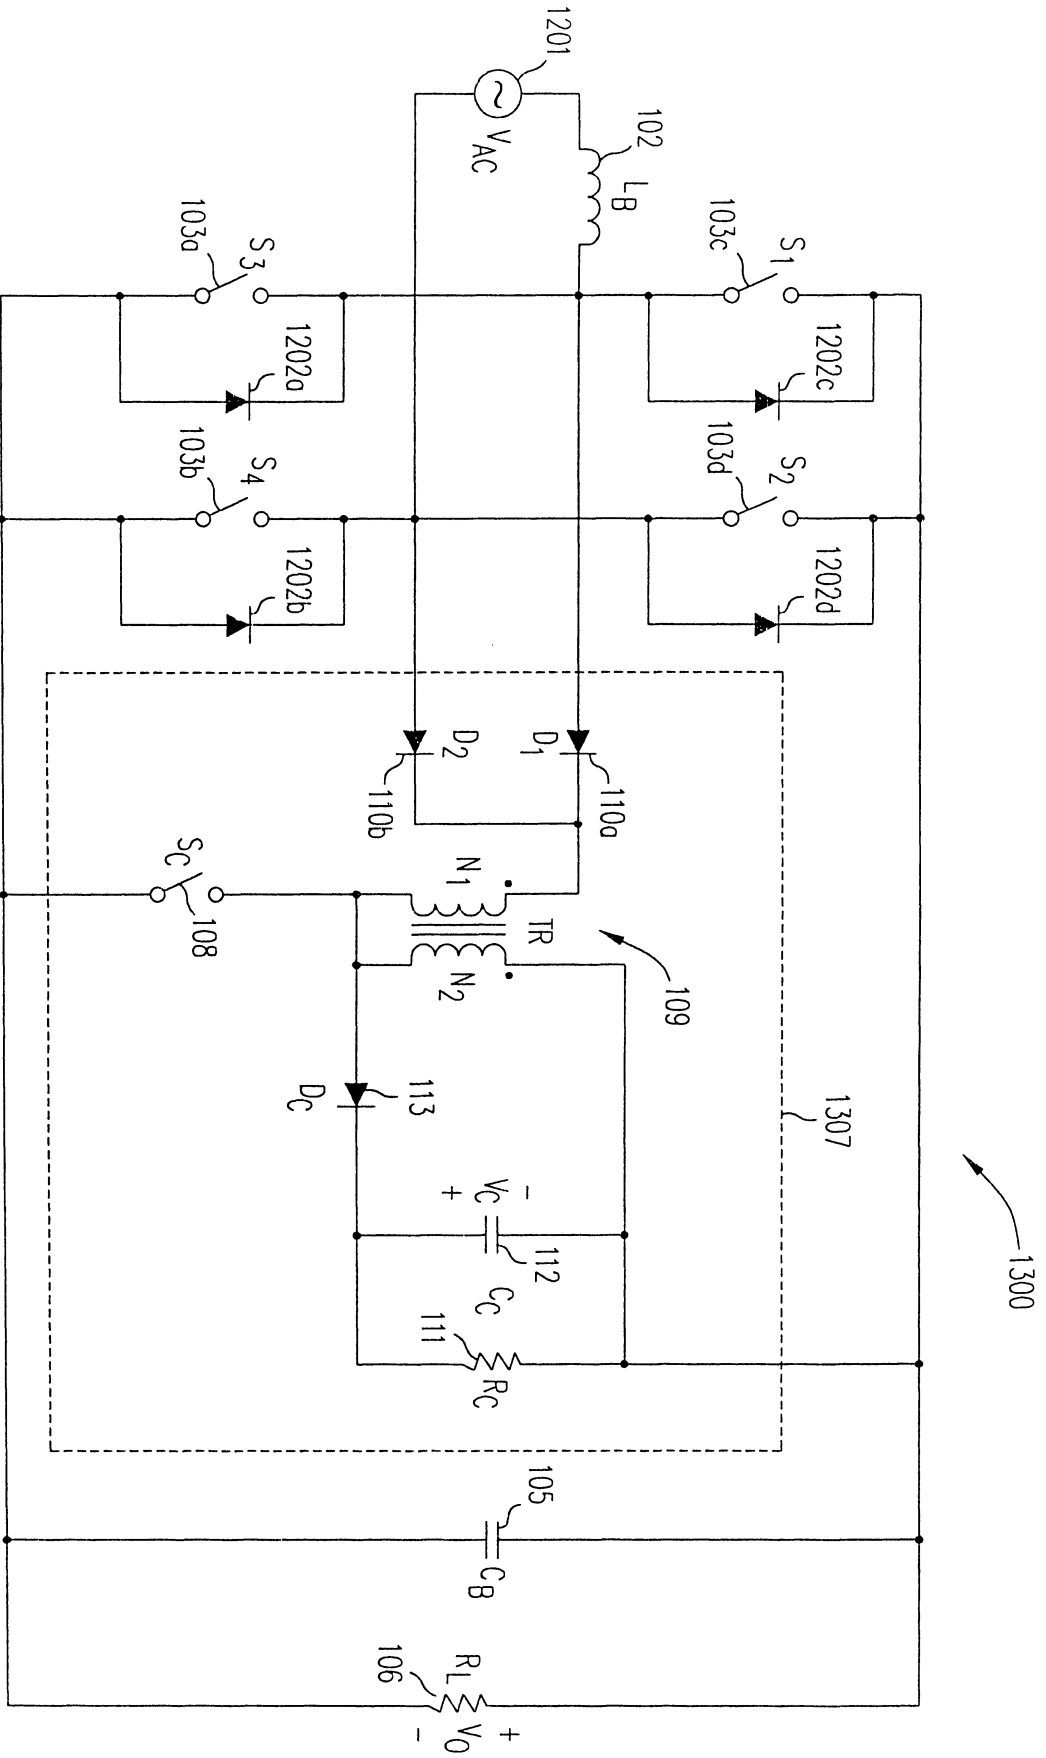 1300
1201
102
L_B
V_AC
S_1
103c
1202c
S_2
103d
1202d
S_3
103a
1202a
S_4
103b
1202b
1307
D_1
110a
D_2
110b
109
TR
N_1
N_2
S_C
108
113
D_C
−
V_C
+
112
C_C
111
R_C
105
C_B
R_L
106
+
V_O
−